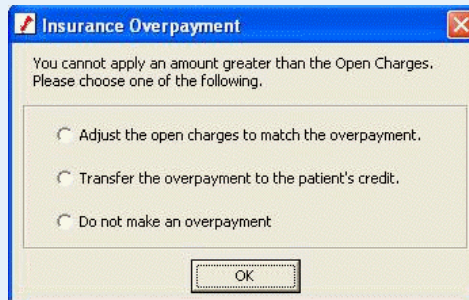 Insurance Overpayment
You cannot apply an amount greater than the Open Charges.
Please choose one of the following.
Adjust the open charges to match the overpayment.
Transfer the overpayment to the patient's credit.
Do not make an overpayment
OK